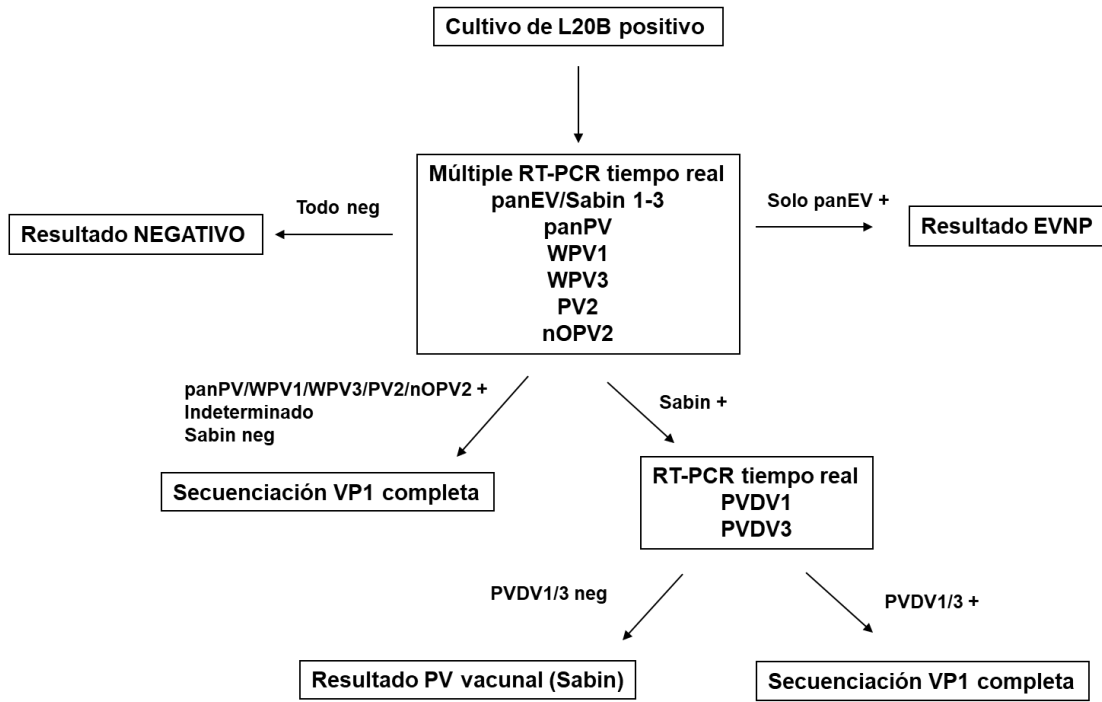 Cultivo de L20B positivo
Múltiple RT-PCR tiempo real
panEV/Sabin 1-3
panPV
WPV1
WPV3
PV2
nOPV2
Todo neg
Resultado NEGATIVO
Solo panEV +
Resultado EVNP
panPV/WPV1/WPV3/PV2/nOPV2 +
Indeterminado
Sabin neg
Secuenciación VP1 completa
Sabin +
RT-PCR tiempo real
PVDV1
PVDV3
PVDV1/3 neg
Resultado PV vacunal (Sabin)
PVDV1/3 +
Secuenciación VP1 completa